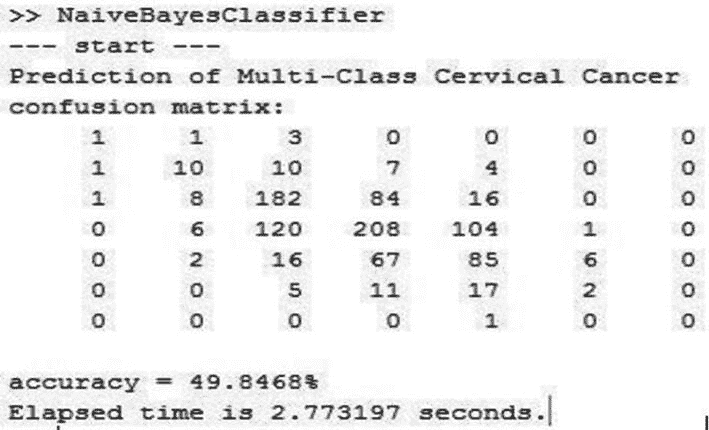 >> NaiveBayesClassifier
--- start ---
Prediction of Multi-Class Cervical Cancer
confusion matrix:
1 1 3 0 0 0 0
1 10 10 7 4 0 0
1 8 182 84 16 0 0
0 6 120 208 104 1 0
0 2 16 67 85 6 0
0 0 5 11 17 2 0
0 0 0 0 1 0 0
accuracy = 49.8468%
Elapsed time is 2.773197 seconds.